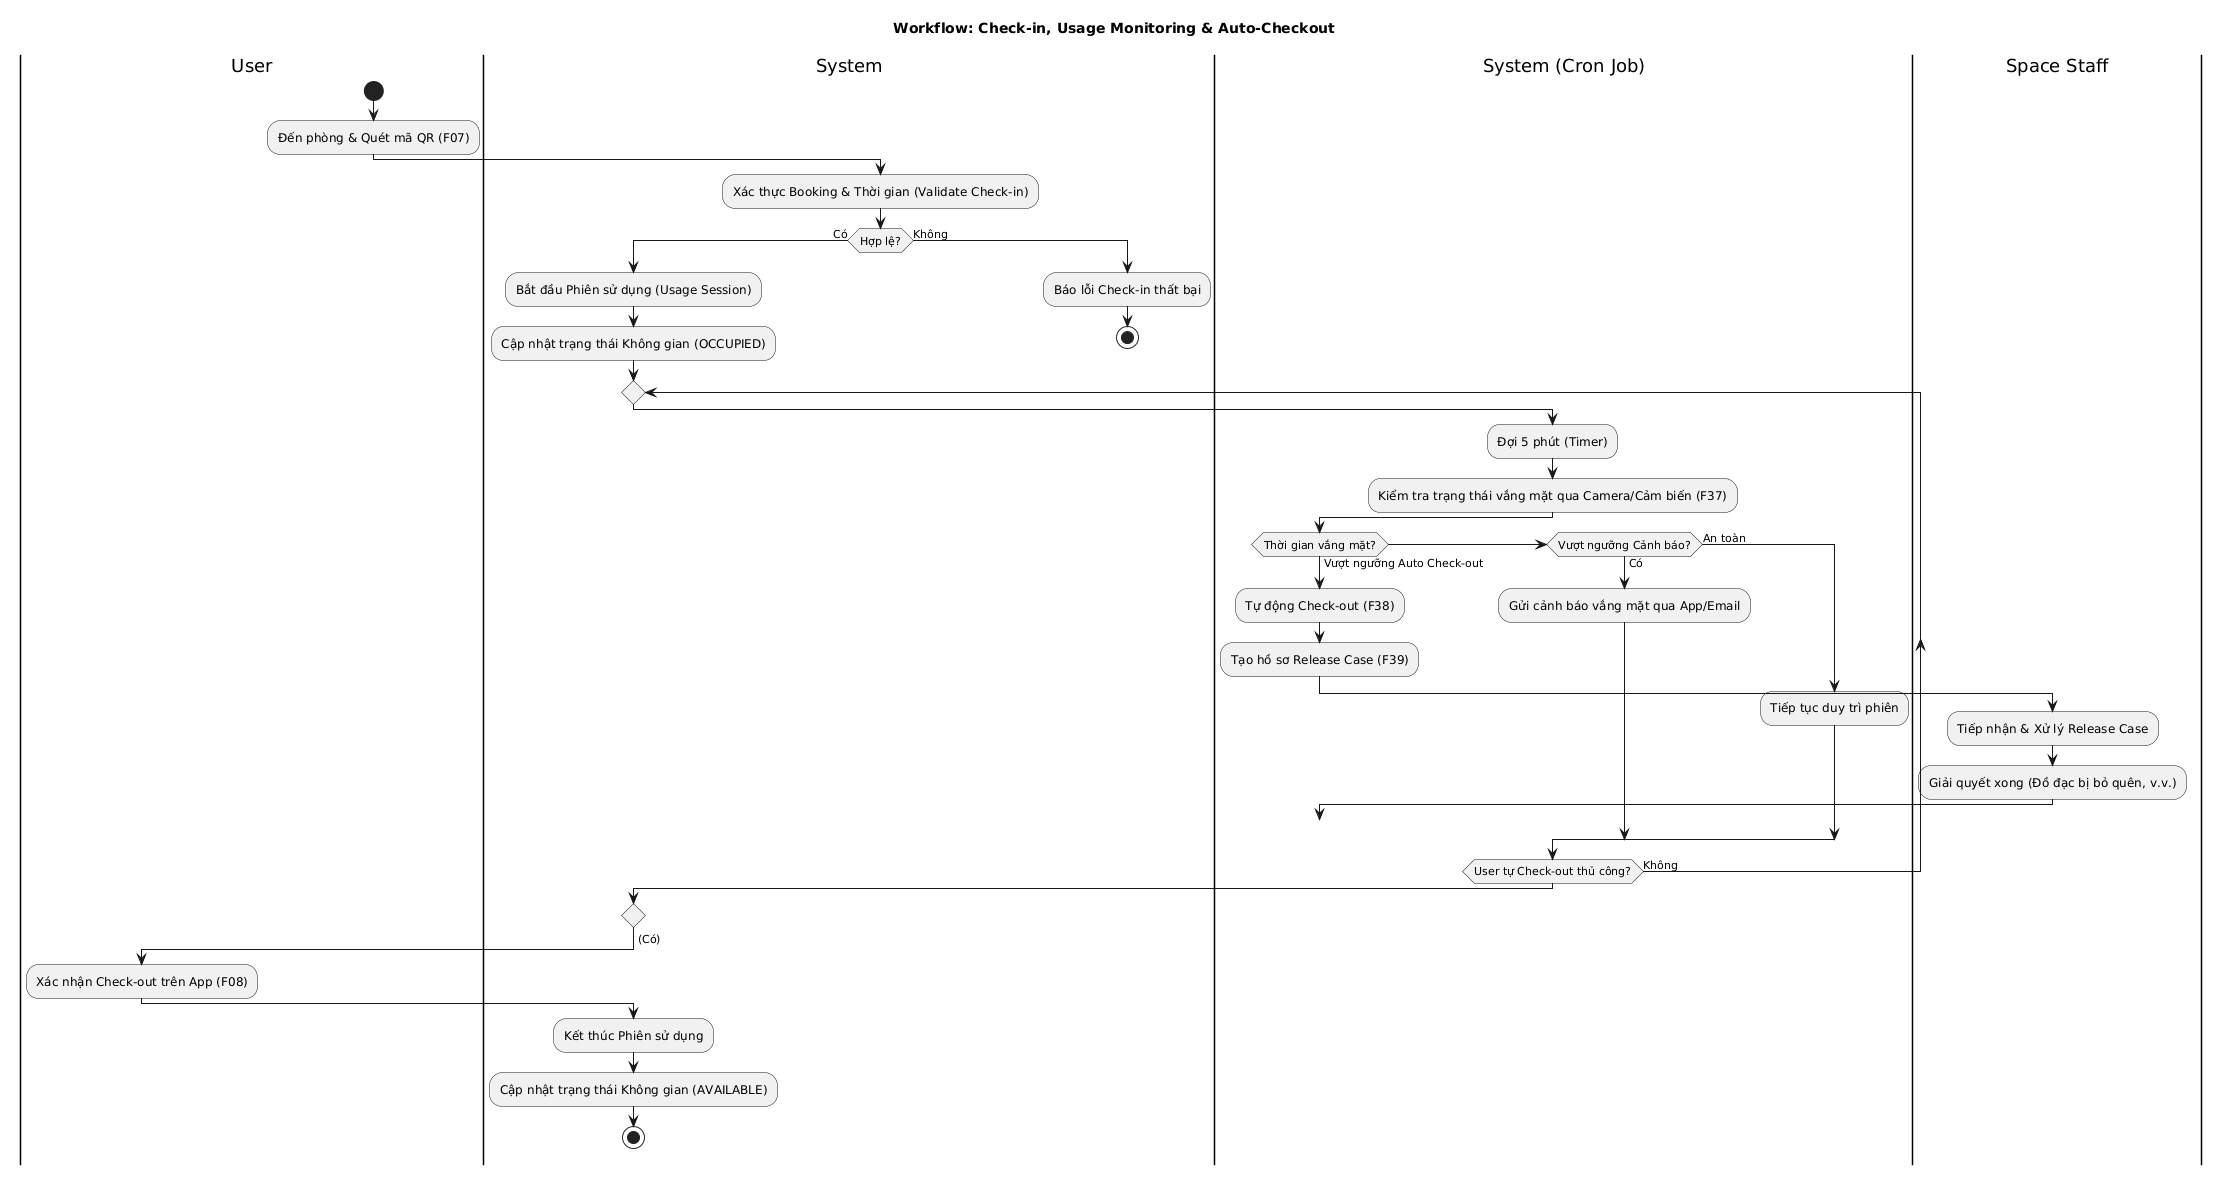 Workflow: Check-in, Usage Monitoring & Auto-Checkout
User
System
System (Cron Job)
Space Staff
Đến phòng & Quét mã QR (F07)
Xác thực Booking & Thời gian (Validate Check-in)
Có
Hợp lệ?
Không
Bắt đầu Phiên sử dụng (Usage Session)
Báo lỗi Check-in thất bại
Cập nhật trạng thái Không gian (OCCUPIED)
Đợi 5 phút (Timer)
Kiểm tra trạng thái vắng mặt qua Camera/Cảm biến (F37)
Thời gian vắng mặt?
Vượt ngưỡng Cảnh báo?
An toàn
Vượt ngưỡng Auto Check-out
Có
Tự động Check-out (F38)
Gửi cảnh báo vắng mặt qua App/Email
Tạo hồ sơ Release Case (F39)
Tiếp tục duy trì phiên
Tiếp nhận & Xử lý Release Case
Giải quyết xong (Đồ đạc bị bỏ quên, v.v.)
User tự Check-out thủ công?
Không
(Có)
Xác nhận Check-out trên App (F08)
Kết thúc Phiên sử dụng
Cập nhật trạng thái Không gian (AVAILABLE)